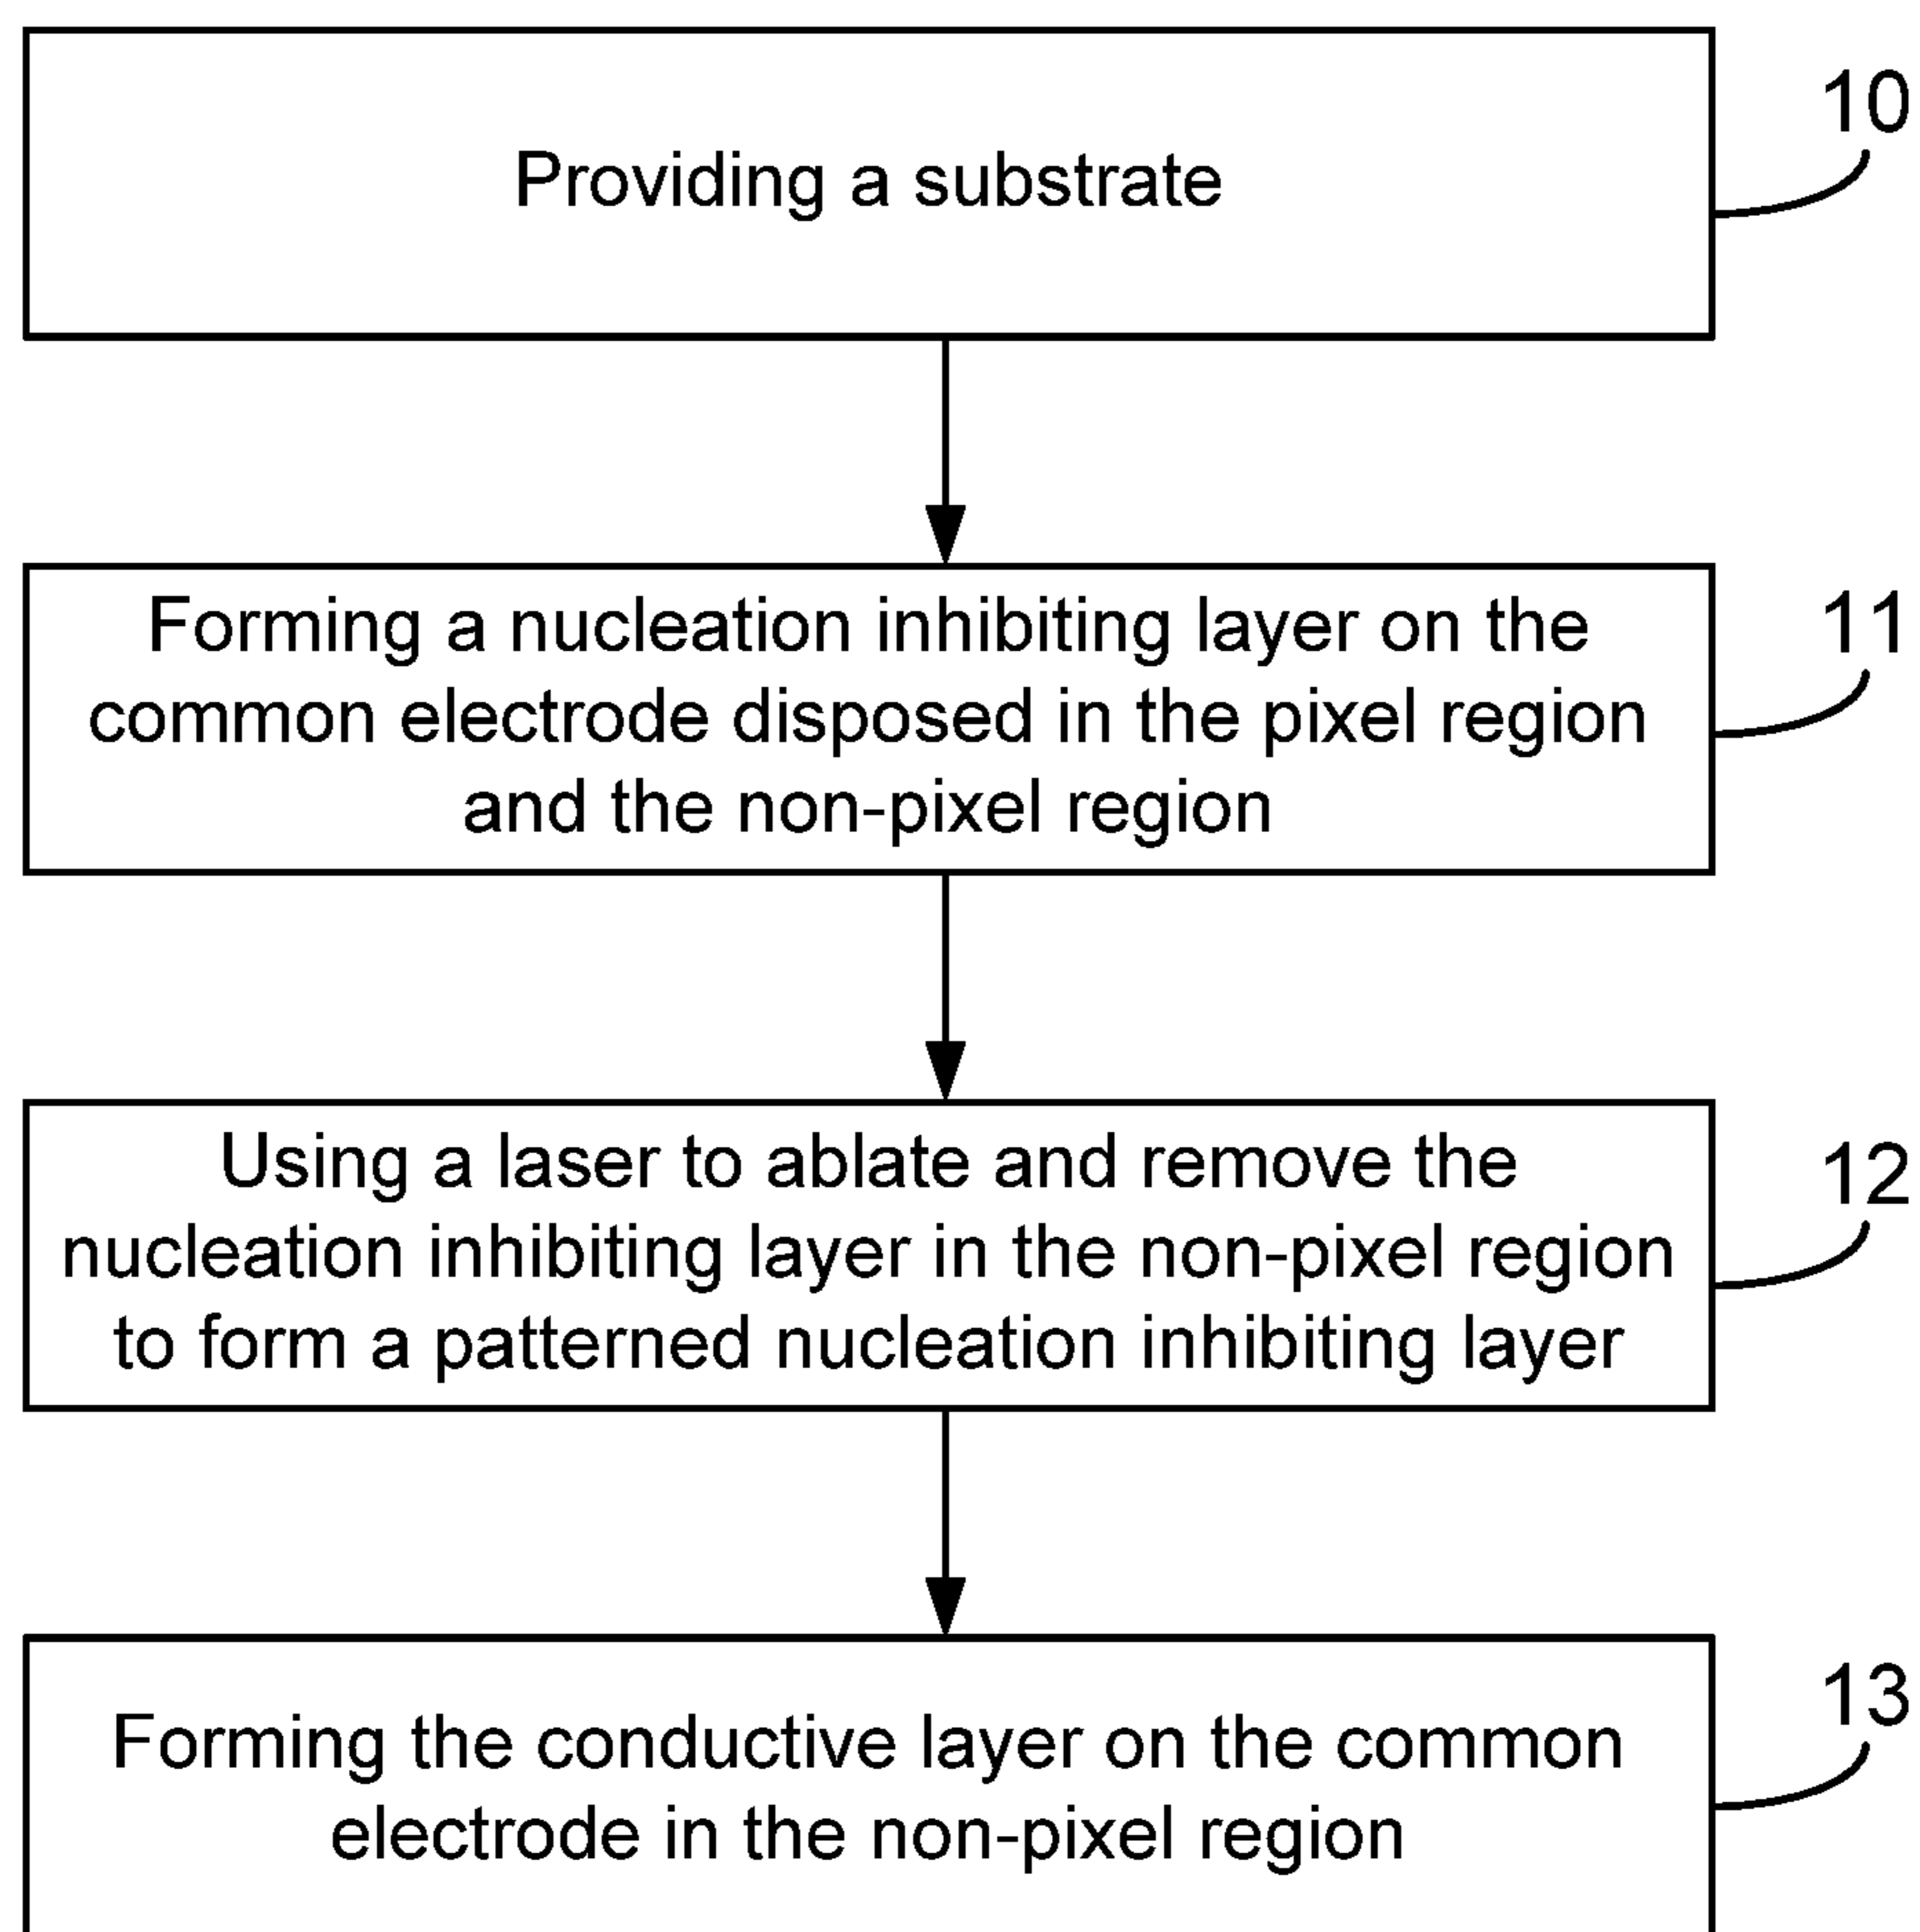 10
Providing a substrate
11
Forming a nucleation inhibiting layer on the
common electrode disposed in the pixel region
and the non-pixel region
12
Using a laser to ablate and remove the
nucleation inhibiting layer in the non-pixel region
to form a patterned nucleation inhibiting layer
13
Forming the conductive layer on the common
electrode in the non-pixel region